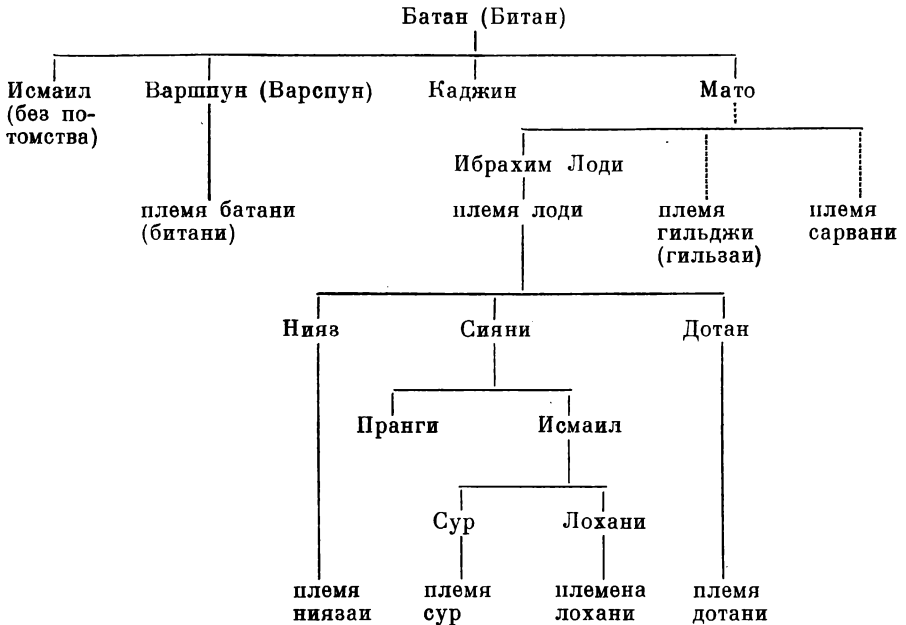 Батан (Битан)
Исмаил
(без по-
томства)
Варшпун (Варспун)
Каджин
Мато
Ибрахим Лоди
племя батани
(битани)
племя лоди
племя
гильджи
(гильзаи)
племя
сарвани
Нияз
Сияни
Дотан
Пранги
Исмаил
Сур
Лохани
племя
ниязаи
племя
сур
племена
лохани
племя
дотани